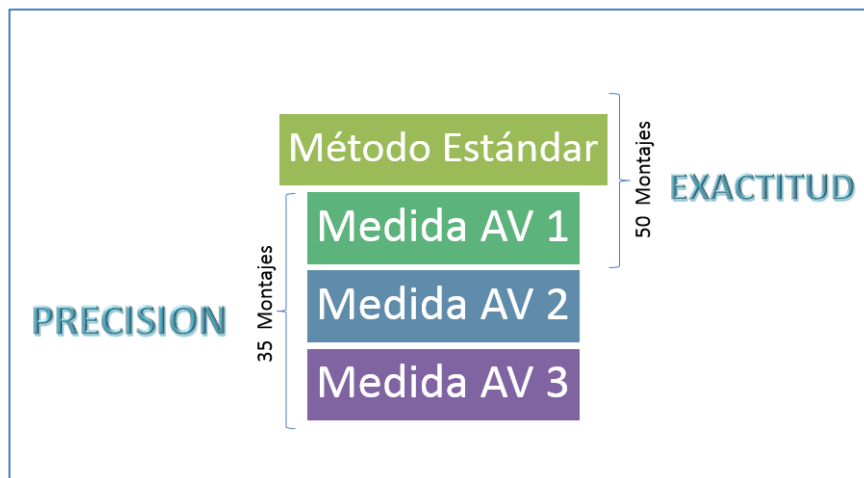 Método Estándar
Medida AV 1
Medida AV 2
Medida AV 3
50 Montajes
EXACTITUD
35 Montajes
PRECISION